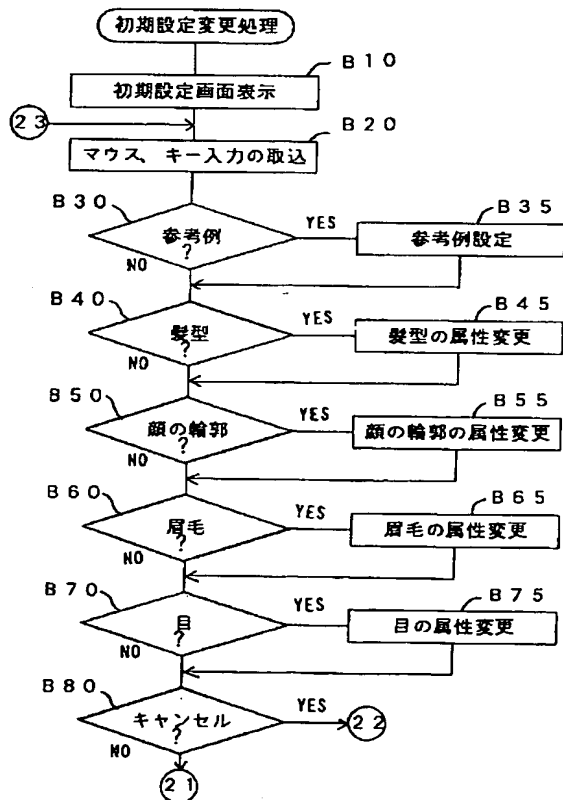 初期設定変更処理
B10
初期設定画面表示
23
B20
マウス、キー入力の取込
B30
参考例
?
YES
NO
B35
参考例設定
B40
髪型
?
YES
NO
B45
髪型の属性変更
B50
顔の輪郭
?
YES
NO
B55
顔の輪郭の属性変更
B60
眉毛
?
YES
NO
B65
眉毛の属性変更
B70
目
?
YES
NO
B75
目の属性変更
B80
キャンセル
?
YES
22
NO
21